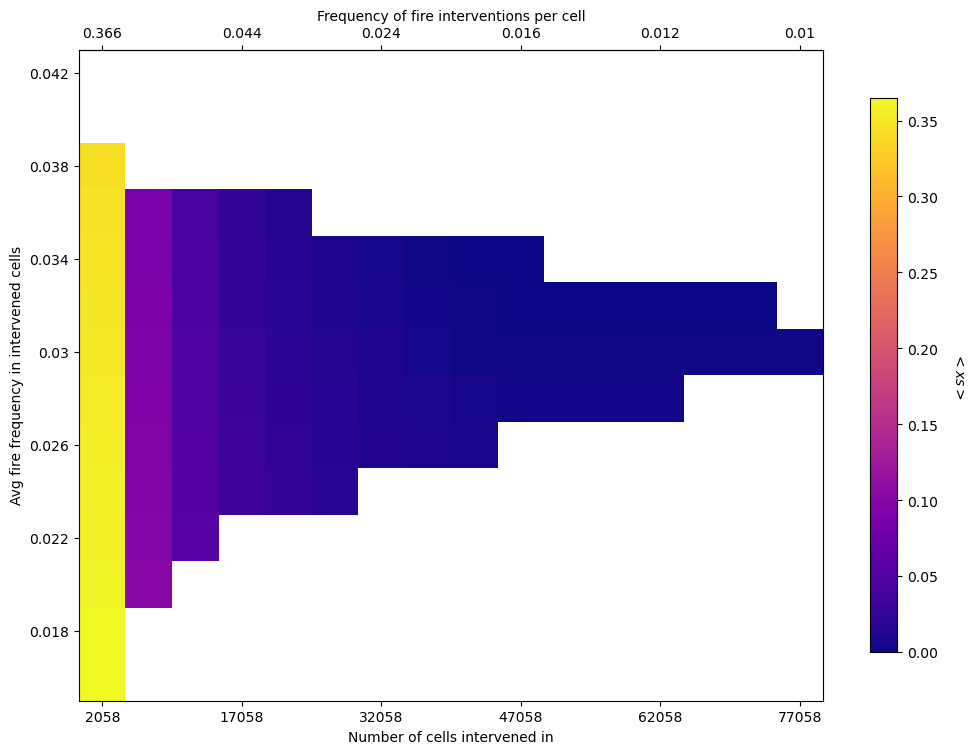 Frequency of fire interventions per cell
0.366 0.044 0.024 0.016 0.012 0.01
0.042
0.038
0.034
0.03
0.026
0.022
0.018
Avg fire frequency in intervened cells
2058 17058 32058 47058 62058 77058
Number of cells intervened in
0.35
0.30
0.25
0.20
0.15
0.10
0.05
0.00
< sx >